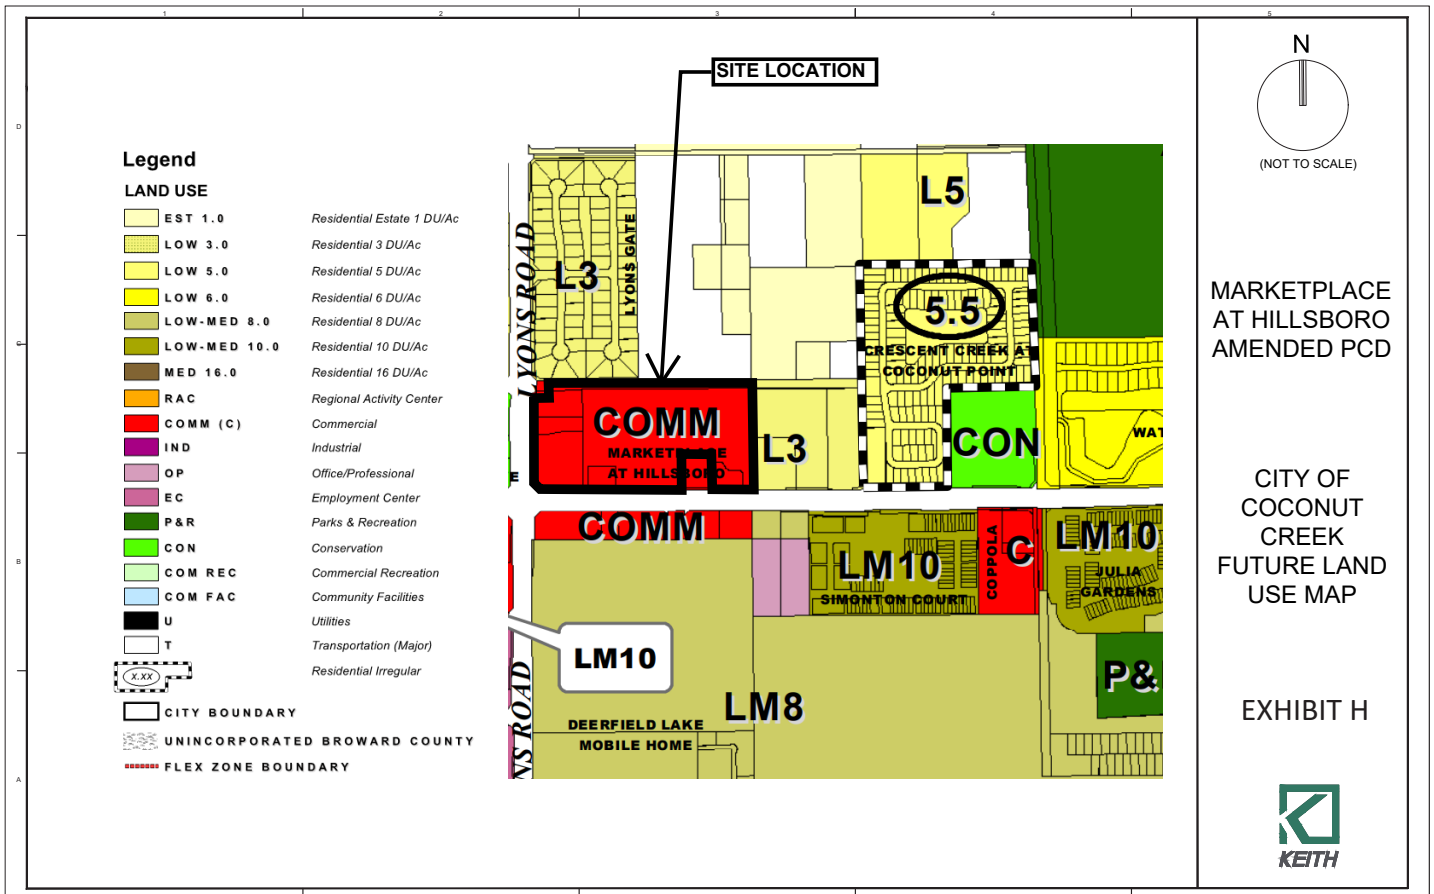 1
2
3
4
5
D
C
B
A
SITE LOCATION
Legend
LAND USE
EST 1.0 Residential Estate 1 DU/Ac
LOW 3.0 Residential 3 DU/Ac
LOW 5.0 Residential 5 DU/Ac
LOW 6.0 Residential 6 DU/Ac
LOW-MED 8.0 Residential 8 DU/Ac
LOW-MED 10.0 Residential 10 DU/Ac
MED 16.0 Residential 16 DU/Ac
RAC Regional Activity Center
COMM (C) Commercial
IND Industrial
OP Office/Professional
EC Employment Center
P&R Parks & Recreation
CON Conservation
COM REC Commercial Recreation
COM FAC Community Facilities
U Utilities
T Transportation (Major)
X.XX Residential Irregular
CITY BOUNDARY
UNINCORPORATED BROWARD COUNTY
FLEX ZONE BOUNDARY
LYONS ROAD
L3
LYONS GATE
L5
5.5
CRESCENT CREEK AT
COCONUT POINT
COMM
MARKETPLACE
AT HILLSBORO
L3
CON
WAT
E
COMM
LM10
SIMONTON COURT
COPPOLA
C
LM10
JULIA
GARDENS
LM10
NS ROAD
LM8
P&
DEERFIELD LAKE
MOBILE HOME
N
(NOT TO SCALE)
MARKETPLACE
AT HILLSBORO
AMENDED PCD
CITY OF
COCONUT
CREEK
FUTURE LAND
USE MAP
EXHIBIT H
KEITH